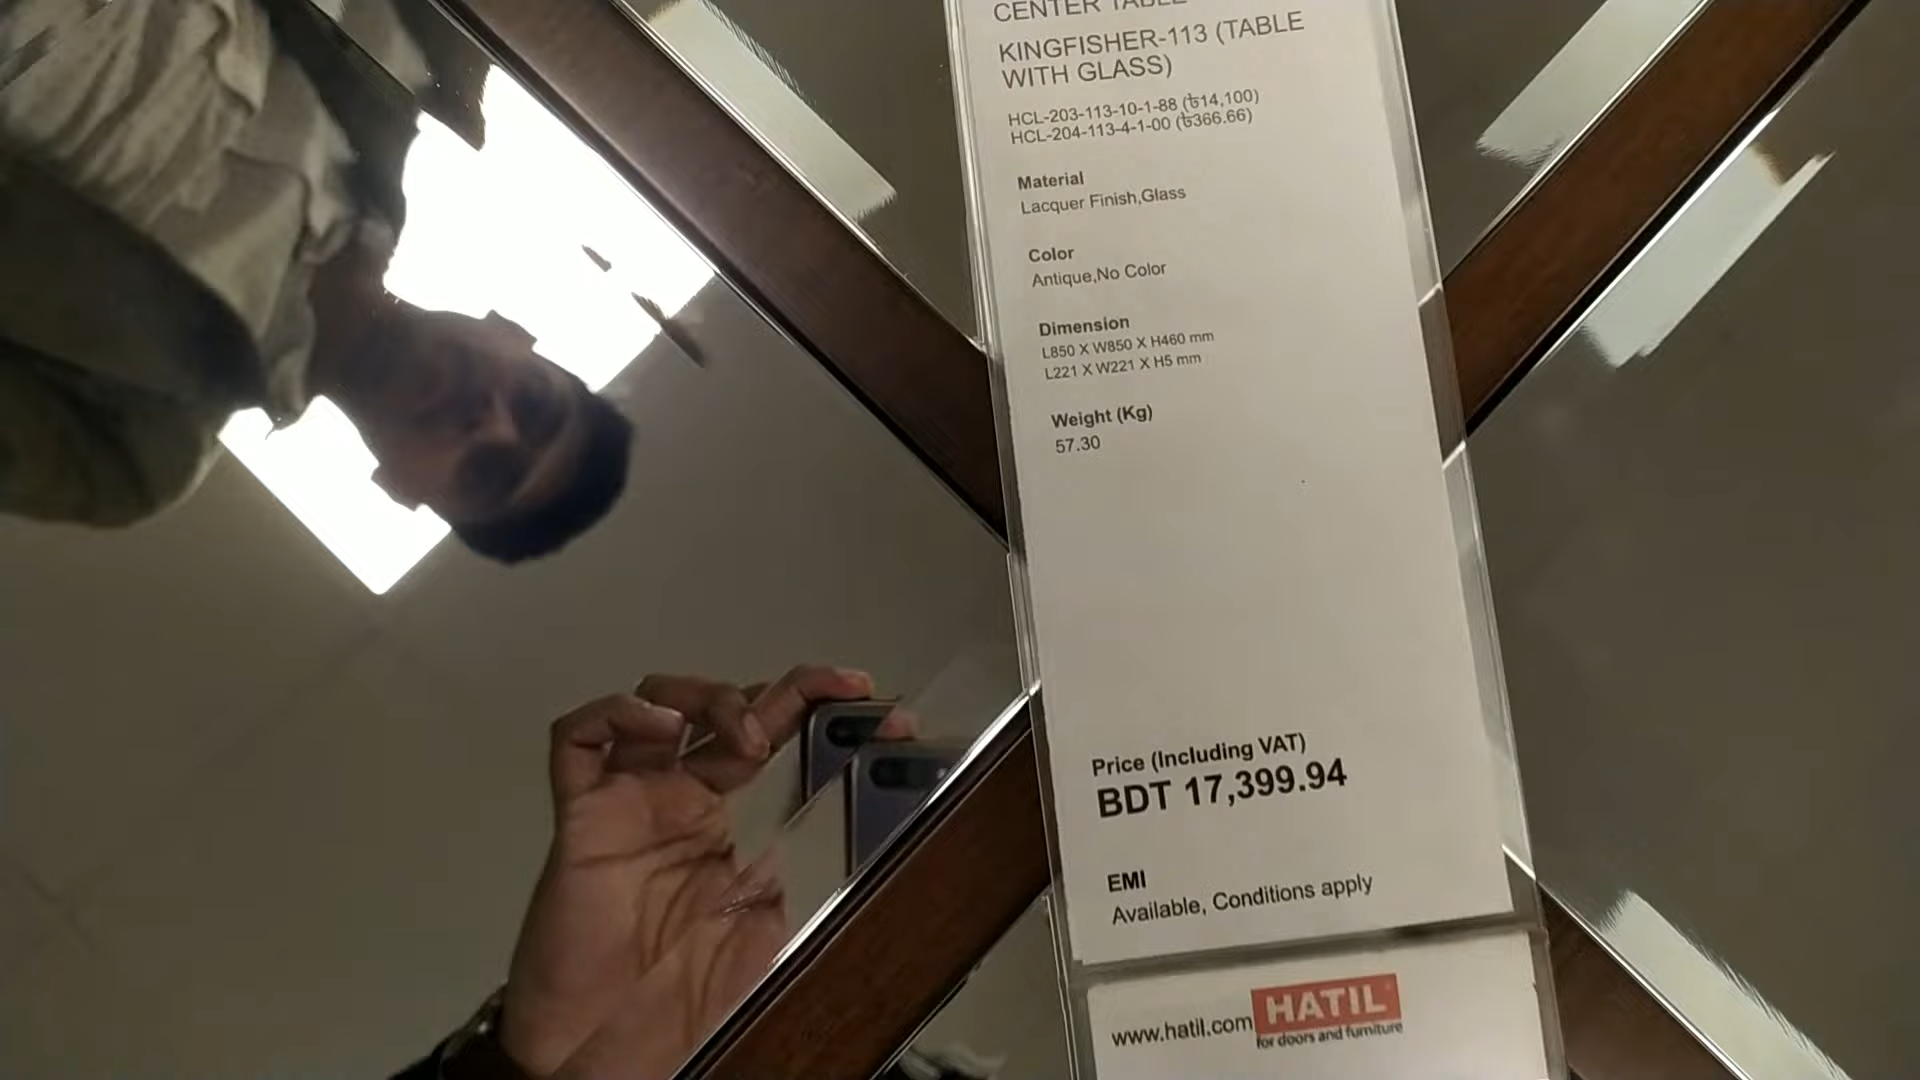 CENTER TABLE
KINGFISHER-113 (TABLE
WITH GLASS)
HCL-203-113-10-1-88 (৳14,100)
HCL-204-113-4-1-00 (৳366.66)
Material
Lacquer Finish,Glass
Color
Antique,No Color
Dimension
L850 X W850 X H460 mm
L221 X W221 X H5 mm
Weight (Kg)
57.30
Price (Including VAT)
BDT 17,399.94
EMI
Available, Conditions apply
www.hatil.com HATIL
for doors and furniture